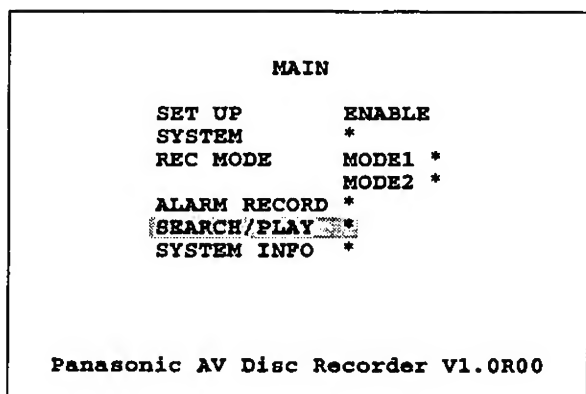 MAIN
SET UP ENABLE
SYSTEM *
REC MODE MODE1 *
MODE2 *
ALARM RECORD *
SEARCH/PLAY *
SYSTEM INFO *
Panasonic AV Disc Recorder V1.0R00